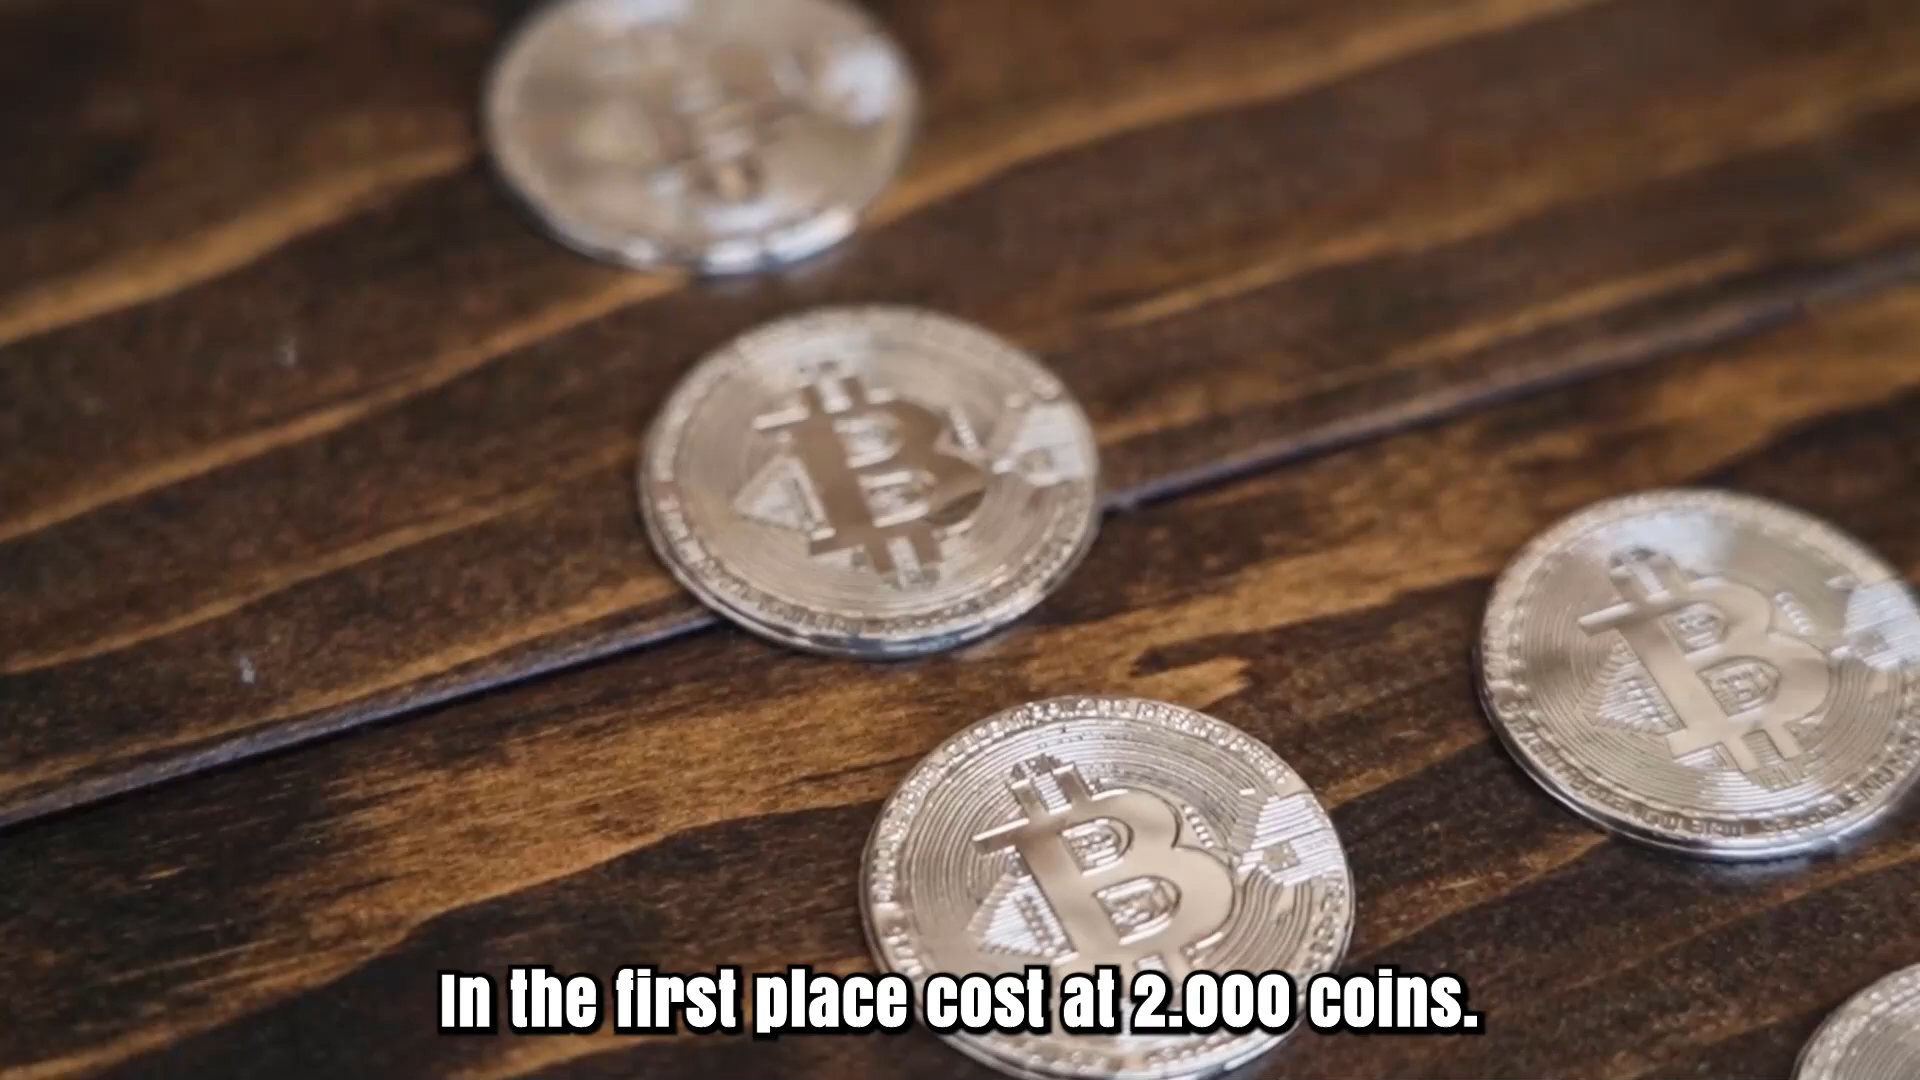 In the first place cost at 2.000 coins.